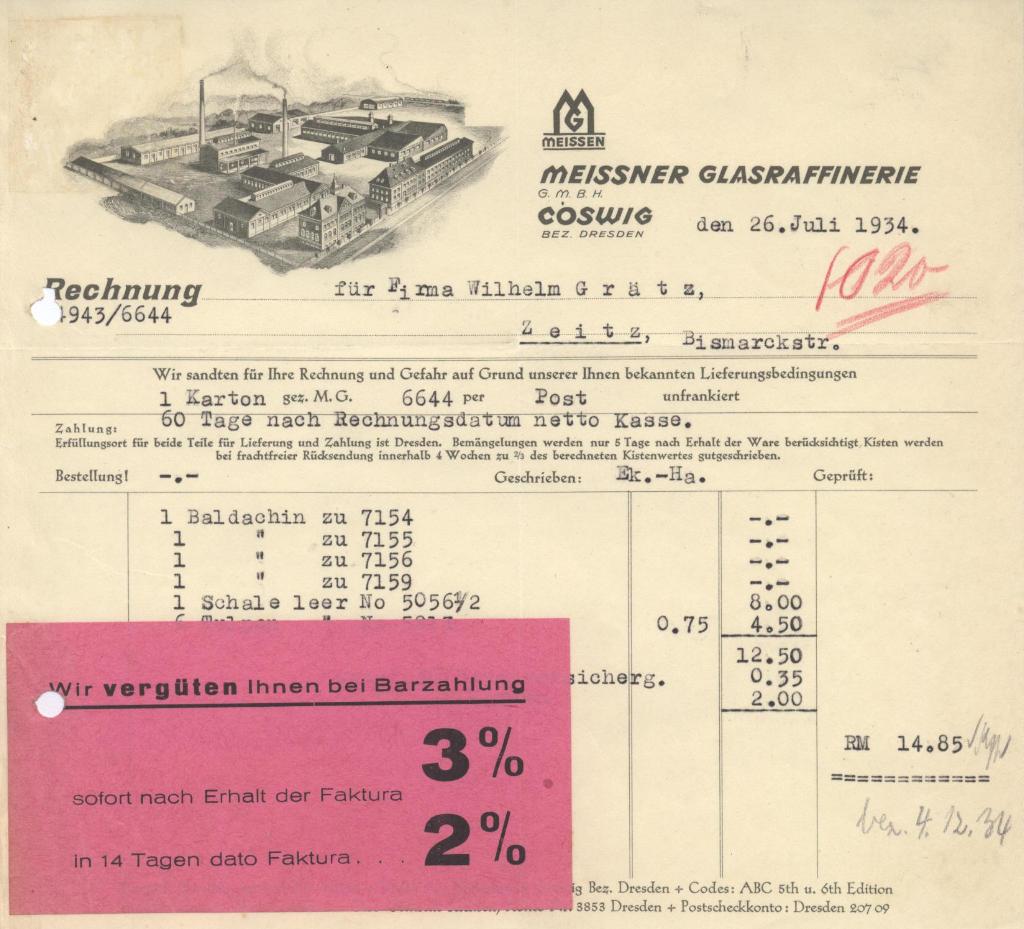 MG
MEISSEN
MEISSNER GLASRAFFINERIE
G. M. B. H.
COSWIG
BEZ. DRESDEN
den 26.Juli 1934.
1020
Rechnung
4943/6644
für Firma Wilhelm G r ä t z,
Z e i t z, Bismarckstr.
Wir sandten für Ihre Rechnung und Gefahr auf Grund unserer Ihnen bekannten Lieferungsbedingungen
1 Karton gez. M. G. 6644 per Post unfrankiert
Zahlung: 60 Tage nach Rechnungsdatum netto Kasse.
Erfüllungsort für beide Teile für Lieferung und Zahlung ist Dresden. Bemängelungen werden nur 5 Tage nach Erhalt der Ware berücksichtigt. Kisten werden
bei frachtfreier Rücksendung innerhalb 4 Wochen zu 2/3 des berechneten Kistenwertes gutgeschrieben.
Bestellung! -.- Geschrieben: Ek.-Ha. Geprüft:
1 Baldachin zu 7154 -.-
1 " zu 7155 -.-
1 " zu 7156 -.-
1 " zu 7159 -.-
1 Schale leer No 5056 1/2 8.00
0.75 4.50
12.50
sicherg. 0.35
2.00
RM 14.85
============
bez. 4.12.34
Wir vergüten Ihnen bei Barzahlung
3%
sofort nach Erhalt der Faktura
2%
in 14 Tagen dato Faktura . . .
Bez. Dresden + Codes: ABC 5th u. 6th Edition
3853 Dresden + Postscheckkonto: Dresden 207 09